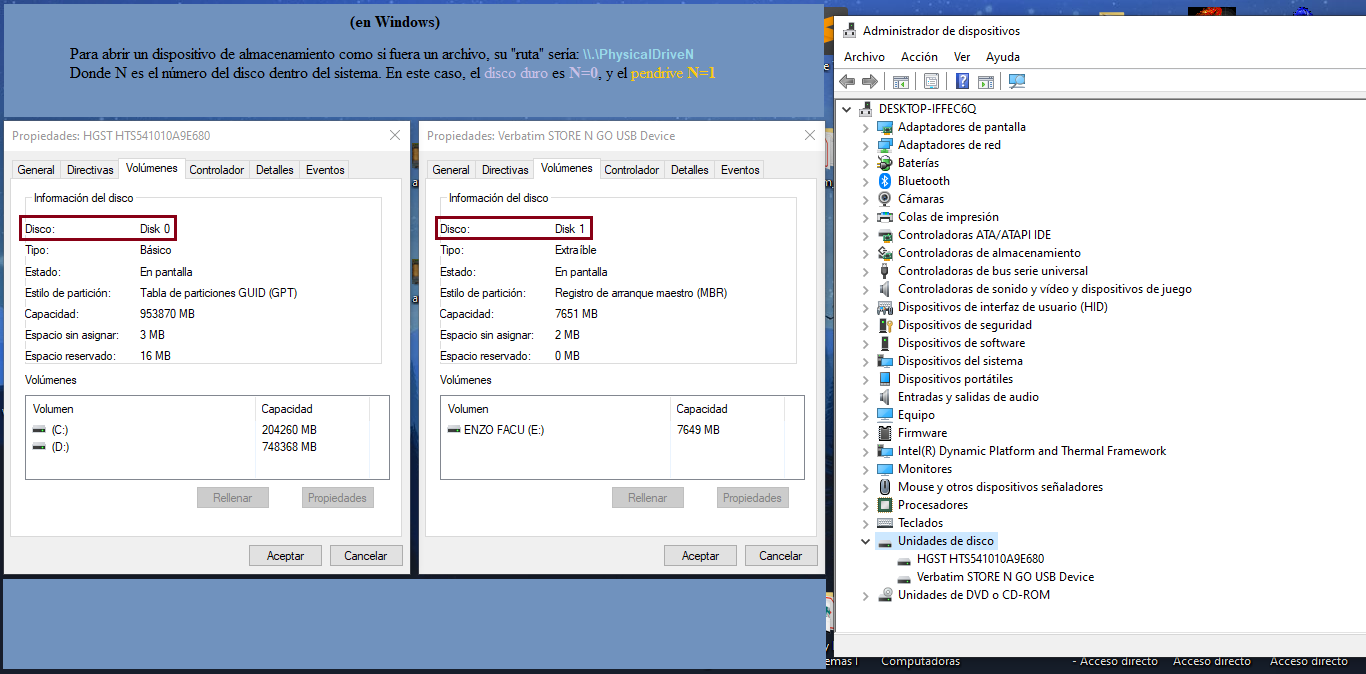 (en Windows)
Para abrir un dispositivo de almacenamiento como si fuera un archivo, su "ruta" sería: \\.\PhysicalDriveN
Donde N es el número del disco dentro del sistema. En este caso, el disco duro es N=0, y el pendrive N=1
Propiedades: HGST HTS541010A9E680
General Directivas Volúmenes Controlador Detalles Eventos
Información del disco
Disco: Disk 0
Tipo: Básico
Estado: En pantalla
Estilo de partición: Tabla de particiones GUID (GPT)
Capacidad: 953870 MB
Espacio sin asignar: 3 MB
Espacio reservado: 16 MB
Volúmenes
Volumen Capacidad
(C:) 204260 MB
(D:) 748368 MB
Rellenar Propiedades
Aceptar Cancelar
Propiedades: Verbatim STORE N GO USB Device
General Directivas Volúmenes Controlador Detalles Eventos
Información del disco
Disco: Disk 1
Tipo: Extraíble
Estado: En pantalla
Estilo de partición: Registro de arranque maestro (MBR)
Capacidad: 7651 MB
Espacio sin asignar: 2 MB
Espacio reservado: 0 MB
Volúmenes
Volumen Capacidad
ENZO FACU (E:) 7649 MB
Rellenar Propiedades
Aceptar Cancelar
Administrador de dispositivos
Archivo Acción Ver Ayuda
DESKTOP-IFFEC6Q
Adaptadores de pantalla
Adaptadores de red
Baterías
Bluetooth
Cámaras
Colas de impresión
Controladoras ATA/ATAPI IDE
Controladoras de almacenamiento
Controladoras de bus serie universal
Controladoras de sonido y vídeo y dispositivos de juego
Dispositivos de interfaz de usuario (HID)
Dispositivos de seguridad
Dispositivos de software
Dispositivos del sistema
Dispositivos portátiles
Entradas y salidas de audio
Equipo
Firmware
Intel(R) Dynamic Platform and Thermal Framework
Monitores
Mouse y otros dispositivos señaladores
Procesadores
Teclados
Unidades de disco
HGST HTS541010A9E680
Verbatim STORE N GO USB Device
Unidades de DVD o CD-ROM
emas I Computadoras - Acceso directo Acceso directo Acceso directo